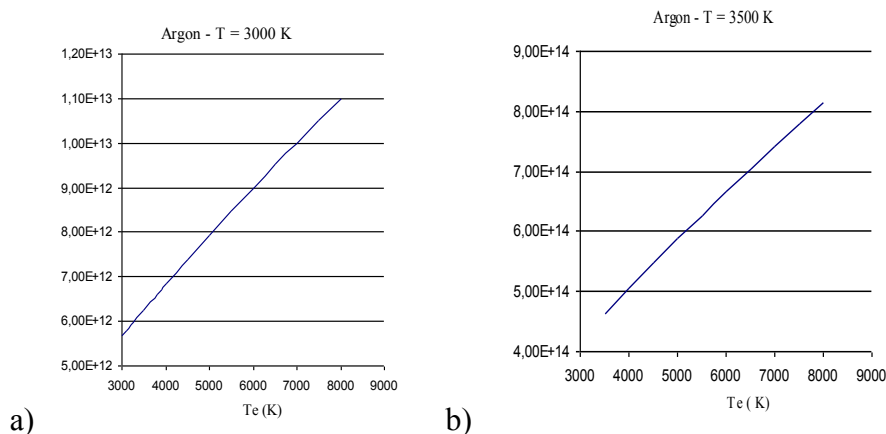 Argon - T = 3000 K
1,20E+13
1,10E+13
1,00E+13
9,00E+12
8,00E+12
7,00E+12
6,00E+12
5,00E+12
3000 4000 5000 6000 7000 8000 9000
Te (K)
a)
Argon - T = 3500 K
9,00E+14
8,00E+14
7,00E+14
6,00E+14
5,00E+14
4,00E+14
3000 4000 5000 6000 7000 8000 9000
Te ( K)
b)